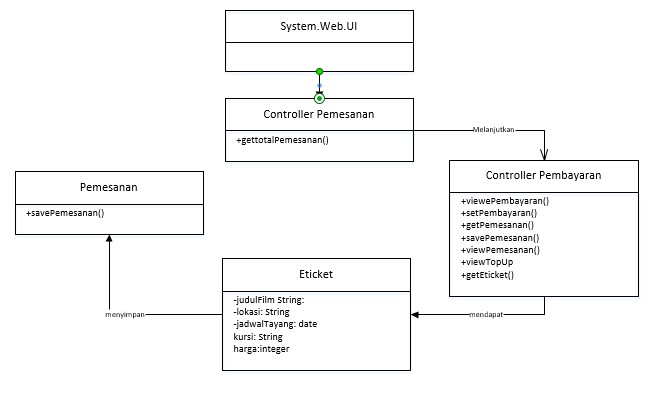 System.Web.UI
Controller Pemesanan
+gettotalPemesanan()
Melanjutkan
Controller Pembayaran
+viewePembayaran()
+setPembayaran()
+getPemesanan()
+savePemesanan()
+viewPemesanan()
+viewTopUp
+getEticket()
Pemesanan
+savePemesanan()
Eticket
-judulFilm String:
-lokasi: String
-jadwalTayang: date
kursi: String
harga:integer
menyimpan
mendapat